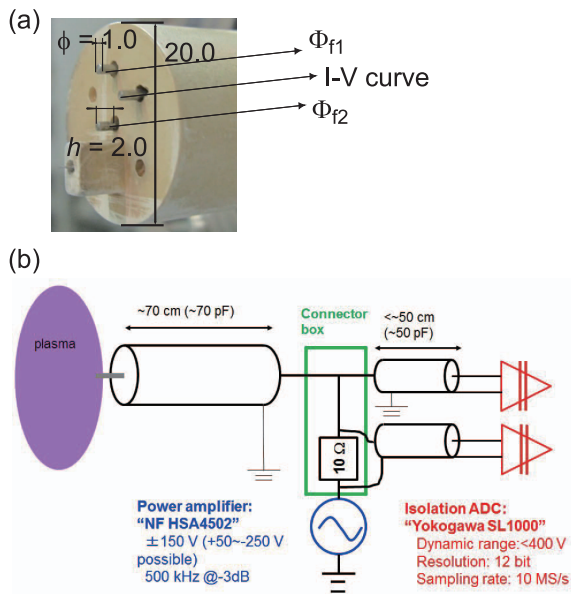 (a)
ϕ = 1.0
20.0
Φf1
I-V curve
Φf2
h = 2.0
(b)
~70 cm (~70 pF)
Connector
box
<~50 cm
(~50 pF)
plasma
10 Ω
Power amplifier:
"NF HSA4502"
±150 V (+50~-250 V
possible)
500 kHz @-3dB
Isolation ADC:
"Yokogawa SL1000"
Dynamic range:<400 V
Resolution: 12 bit
Sampling rate: 10 MS/s